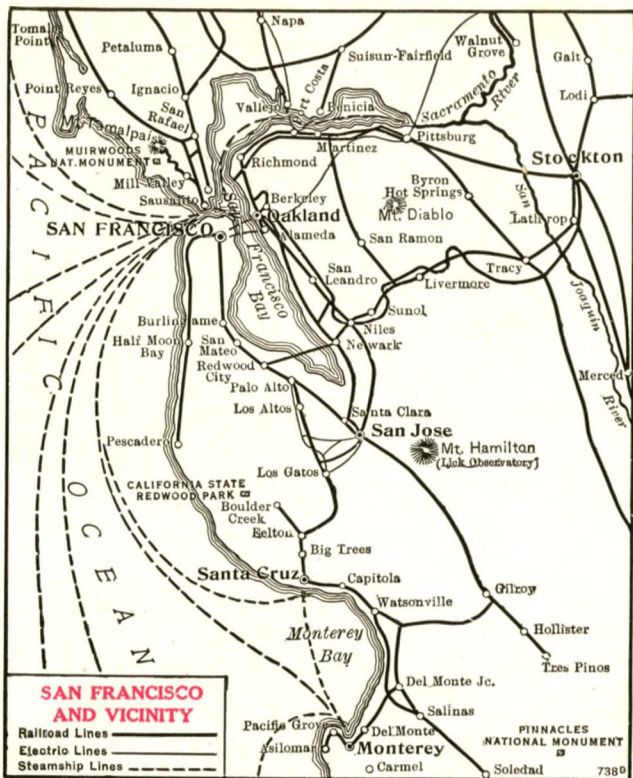 Tomales
Point
Napa
Petaluma
Suisun-Fairfield
Walnut
Grove
Galt
Point Reyes
Ignacio
Vallejo
Port Costa
Benicia
Sacramento
River
Lodi
San
Rafael
Mt. Tamalpais
MUIRWOODS
NAT. MONUMENT
Martinez
Pittsburg
Richmond
Stockton
Mill Valley
Sausalito
Berkeley
Byron
Hot Springs
Mt. Diablo
San
Joaquin
River
SAN FRANCISCO
Oakland
Alameda
San Francisco
Bay
San Ramon
Lathrop
San
Leandro
Livermore
Tracy
Sunol
Burlingame
Niles
Half Moon
Bay
San
Mateo
Newark
Redwood
City
Merced
Palo Alto
Los Altos
Santa Clara
San Jose
Pescadero
Mt. Hamilton
(Lick Observatory)
Los Gatos
CALIFORNIA STATE
REDWOOD PARK
Boulder
Creek
Felton
Big Trees
Santa Cruz
Capitola
Gilroy
Watsonville
Hollister
Tres Pinos
Monterey
Bay
PACIFIC OCEAN
Del Monte Jc.
Salinas
Pacific Grove
Del Monte
Asilomar
Monterey
Carmel
Soledad
PINNACLES
NATIONAL MONUMENT
SAN FRANCISCO
AND VICINITY
Railroad Lines
Electric Lines
Steamship Lines
738D